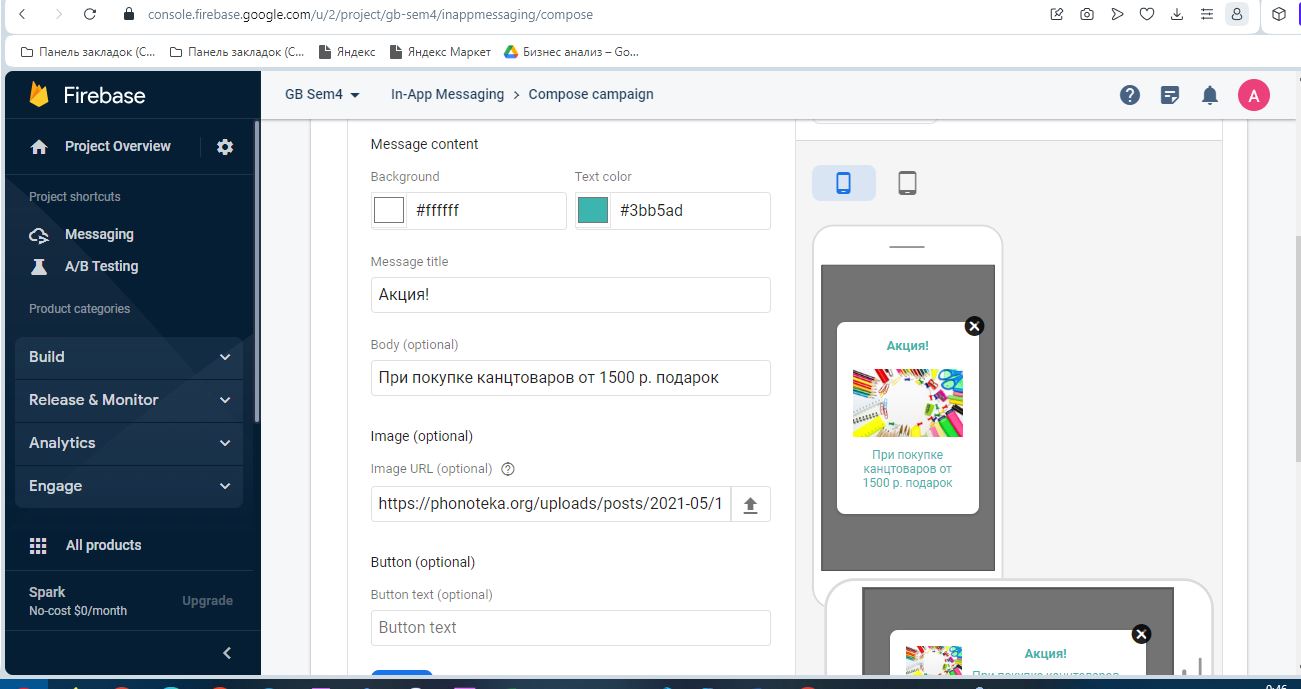 console.firebase.google.com/u/2/project/gb-sem4/inappmessaging/compose
Панель закладок (С... Панель закладок (С... Яндекс Яндекс Маркет Бизнес анализ – Go...
Firebase
GB Sem4 In-App Messaging > Compose campaign
A
Project Overview
Project shortcuts
Messaging
A/B Testing
Product categories
Build
Release & Monitor
Analytics
Engage
All products
Spark
No-cost $0/month
Upgrade
Message content
Background Text color
#ffffff #3bb5ad
Message title
Акция!
Body (optional)
При покупке канцтоваров от 1500 р. подарок
Image (optional)
Image URL (optional)
https://phonoteka.org/uploads/posts/2021-05/1
Button (optional)
Button text (optional)
Button text
Акция!
При покупке
канцтоваров от
1500 р. подарок
Акция!
При покупке канцтоваров